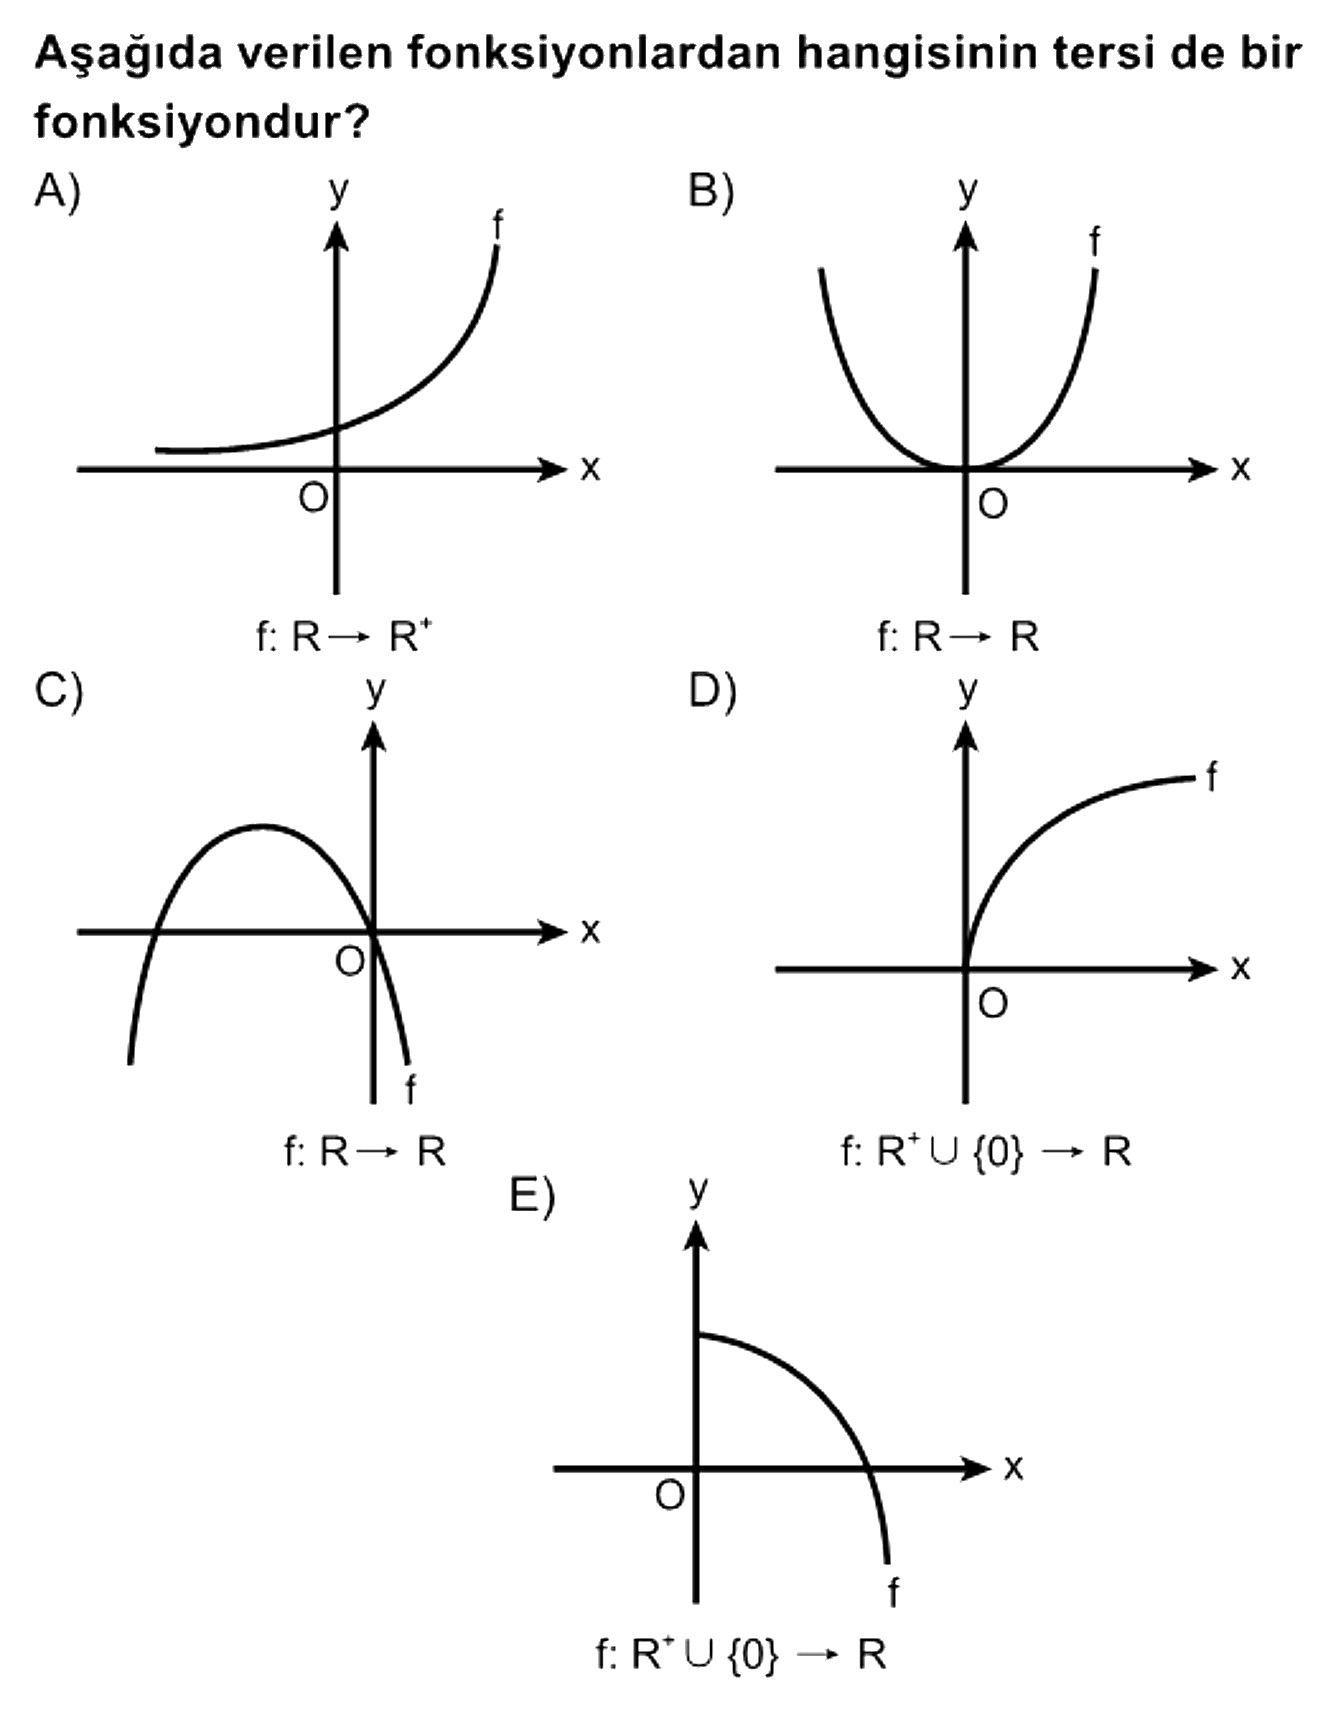 Aşağıda verilen fonksiyonlardan hangisinin tersi de bir
fonksiyondur?
A)
y
f
x
O
f: R→ R⁺
B)
y
f
x
O
f: R→ R
C)
y
x
O
f
f: R→ R
D)
y
f
x
O
f: R⁺∪ {0} → R
E)
y
x
O
f
f: R⁺∪ {0} → R